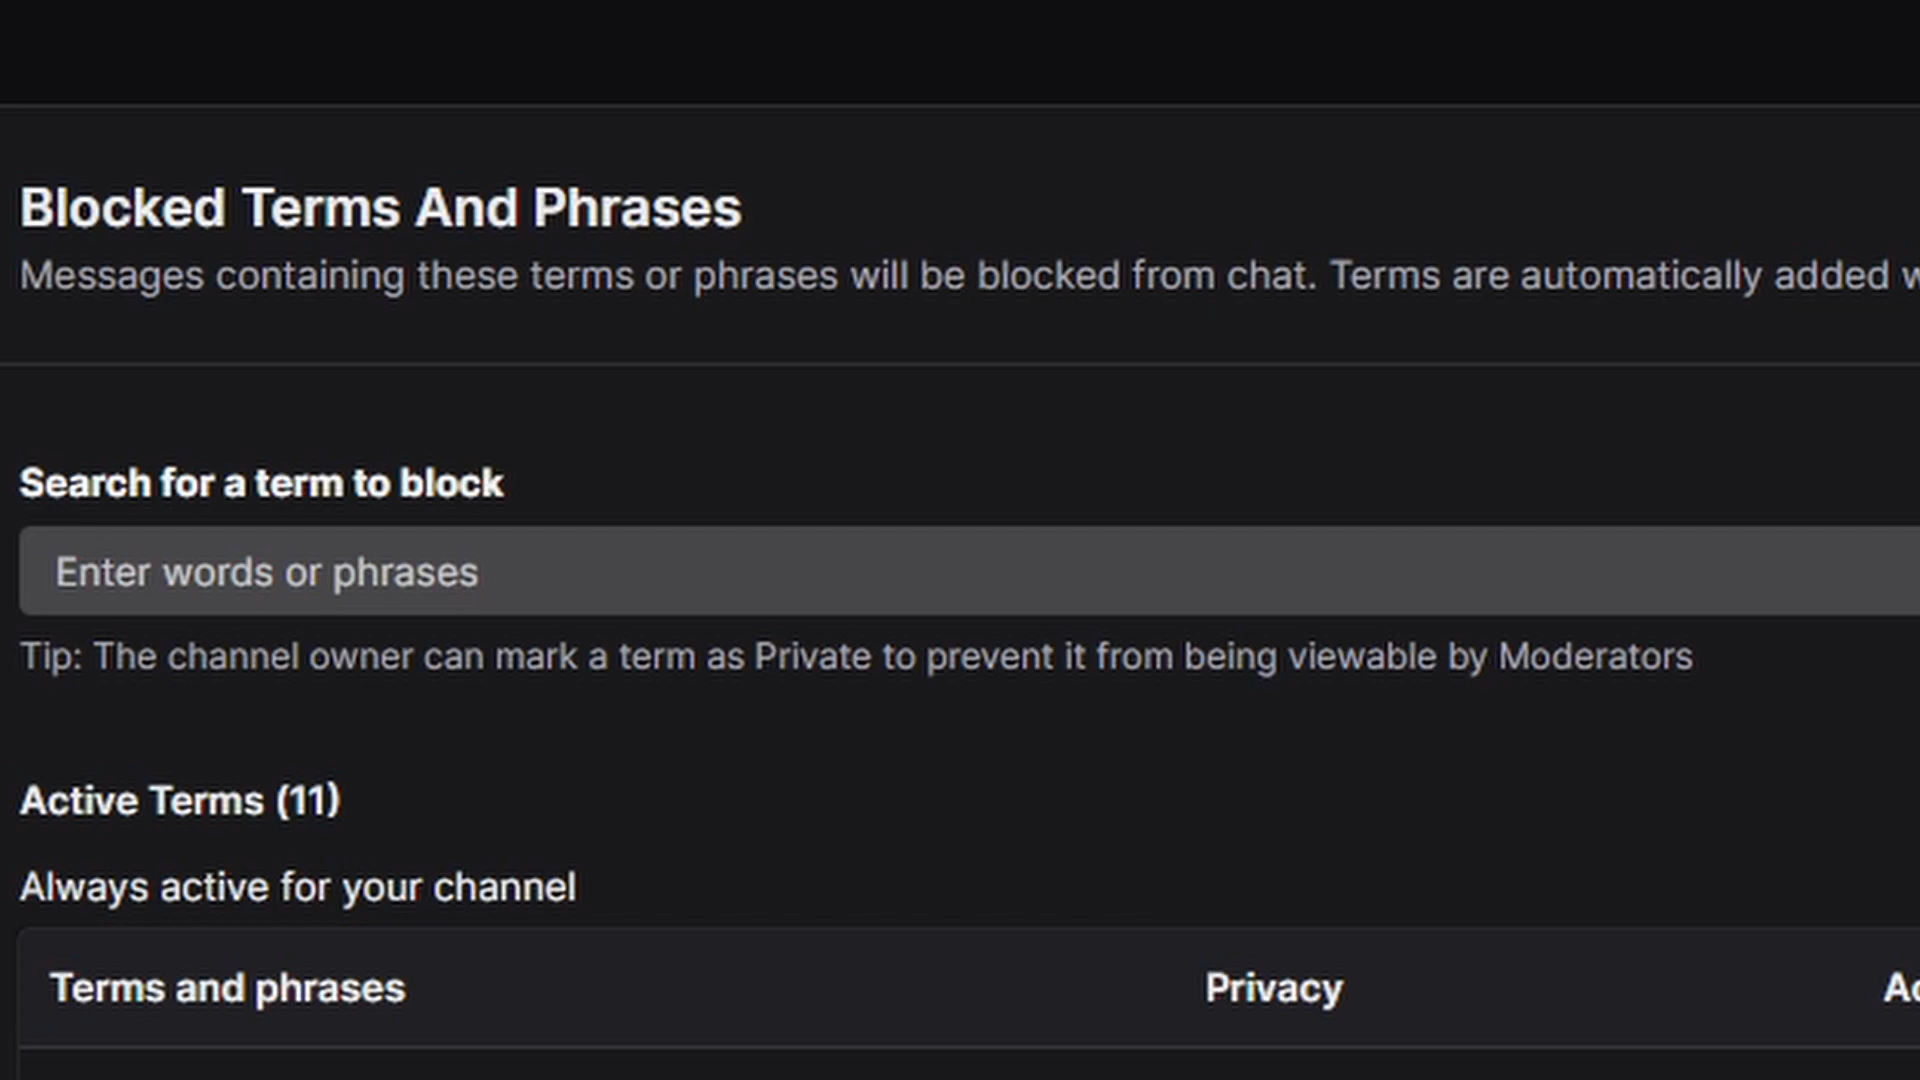 Blocked Terms And Phrases
Messages containing these terms or phrases will be blocked from chat. Terms are automatically added
Search for a term to block
Enter words or phrases
Tip: The channel owner can mark a term as Private to prevent it from being viewable by Moderators
Active Terms (11)
Always active for your channel
Terms and phrases Privacy